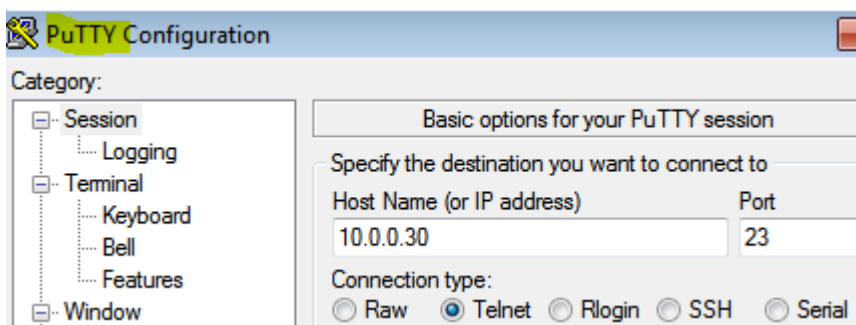 PuTTY Configuration
Category:
Session
Logging
Terminal
Keyboard
Bell
Features
Window
Basic options for your PuTTY session
Specify the destination you want to connect to
Host Name (or IP address) Port
10.0.0.30 23
Connection type:
Raw Telnet Rlogin SSH Serial